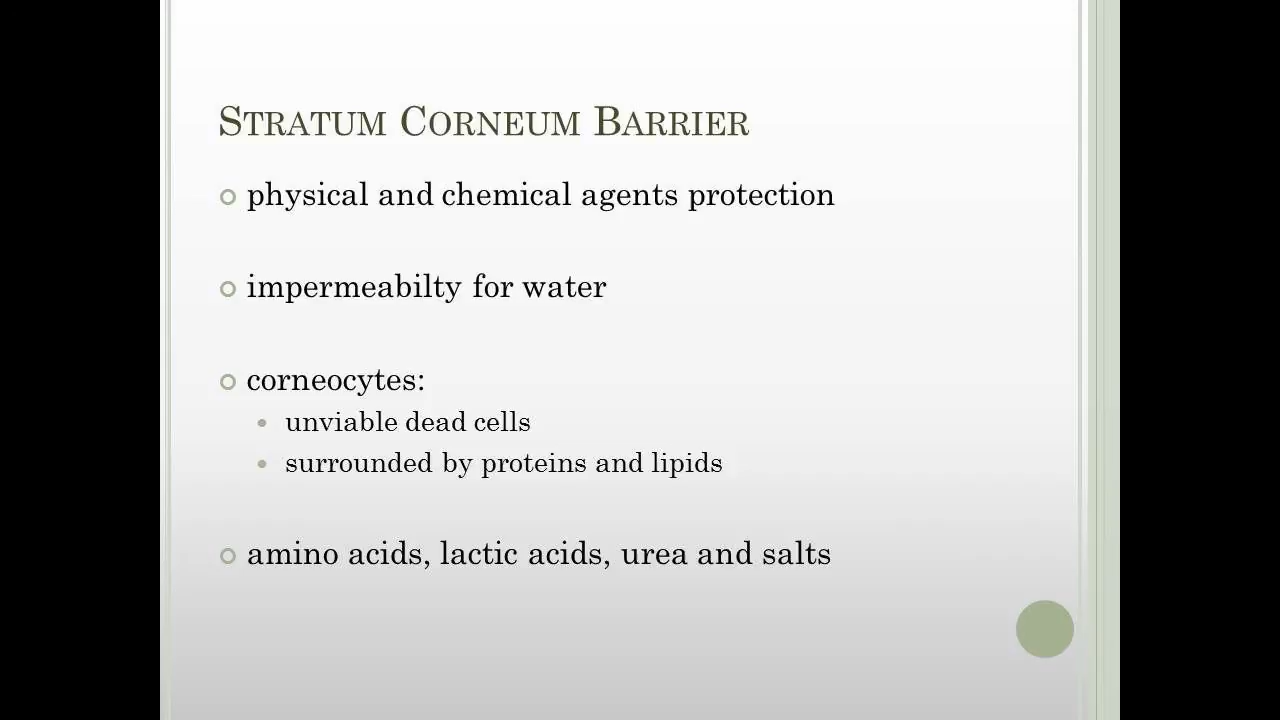 STRATUM CORNEUM BARRIER
physical and chemical agents protection
impermeabilty for water
corneocytes:
unviable dead cells
surrounded by proteins and lipids
amino acids, lactic acids, urea and salts